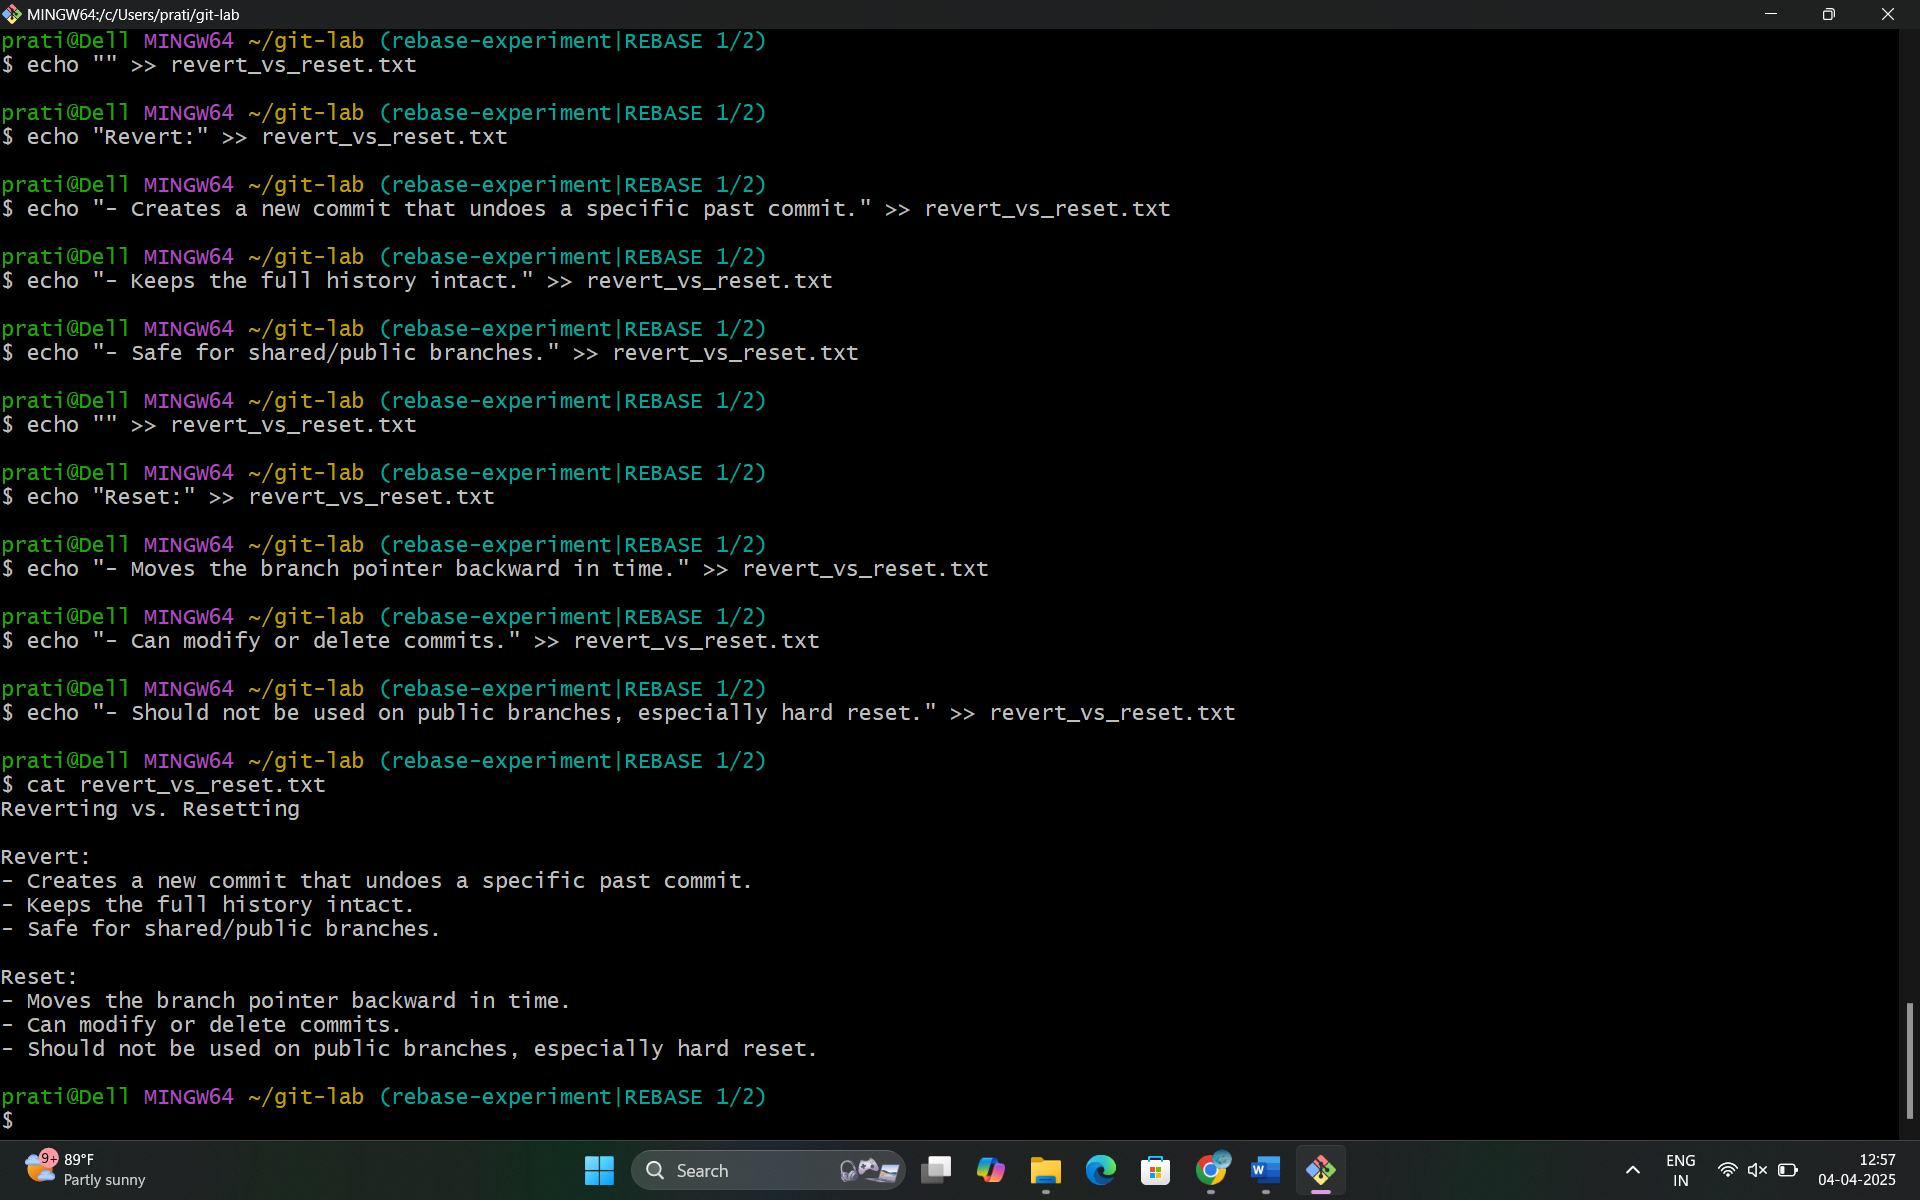 MINGW64:/c/Users/prati/git-lab
prati@Dell MINGW64 ~/git-lab (rebase-experiment|REBASE 1/2)
$ echo "" >> revert_vs_reset.txt
prati@Dell MINGW64 ~/git-lab (rebase-experiment|REBASE 1/2)
$ echo "Revert:" >> revert_vs_reset.txt
prati@Dell MINGW64 ~/git-lab (rebase-experiment|REBASE 1/2)
$ echo "- Creates a new commit that undoes a specific past commit." >> revert_vs_reset.txt
prati@Dell MINGW64 ~/git-lab (rebase-experiment|REBASE 1/2)
$ echo "- Keeps the full history intact." >> revert_vs_reset.txt
prati@Dell MINGW64 ~/git-lab (rebase-experiment|REBASE 1/2)
$ echo "- Safe for shared/public branches." >> revert_vs_reset.txt
prati@Dell MINGW64 ~/git-lab (rebase-experiment|REBASE 1/2)
$ echo "" >> revert_vs_reset.txt
prati@Dell MINGW64 ~/git-lab (rebase-experiment|REBASE 1/2)
$ echo "Reset:" >> revert_vs_reset.txt
prati@Dell MINGW64 ~/git-lab (rebase-experiment|REBASE 1/2)
$ echo "- Moves the branch pointer backward in time." >> revert_vs_reset.txt
prati@Dell MINGW64 ~/git-lab (rebase-experiment|REBASE 1/2)
$ echo "- Can modify or delete commits." >> revert_vs_reset.txt
prati@Dell MINGW64 ~/git-lab (rebase-experiment|REBASE 1/2)
$ echo "- Should not be used on public branches, especially hard reset." >> revert_vs_reset.txt
prati@Dell MINGW64 ~/git-lab (rebase-experiment|REBASE 1/2)
$ cat revert_vs_reset.txt
Reverting vs. Resetting
Revert:
- Creates a new commit that undoes a specific past commit.
- Keeps the full history intact.
- Safe for shared/public branches.
Reset:
- Moves the branch pointer backward in time.
- Can modify or delete commits.
- Should not be used on public branches, especially hard reset.
prati@Dell MINGW64 ~/git-lab (rebase-experiment|REBASE 1/2)
$
9+
89°F
Partly sunny
Search
W
ENG
IN
12:57
04-04-2025